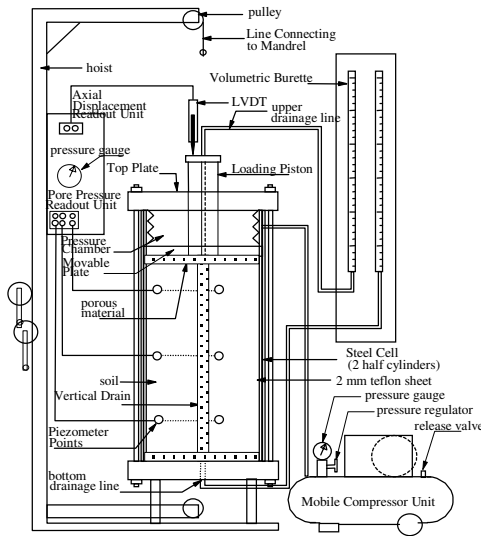 pulley
Line Connecting
to Mandrel
hoist
Volumetric Burette
Axial
Displacement
Readout Unit
LVDT
upper
drainage line
pressure gauge
Top Plate
Loading Piston
Pore Pressure
Readout Unit
Pressure
Chamber
Movable
Plate
porous
material
Steel Cell
(2 half cylinders)
soil
2 mm teflon sheet
Vertical Drain
pressure gauge
pressure regulator
release valve
Piezometer
Points
bottom
drainage line
Mobile Compressor Unit